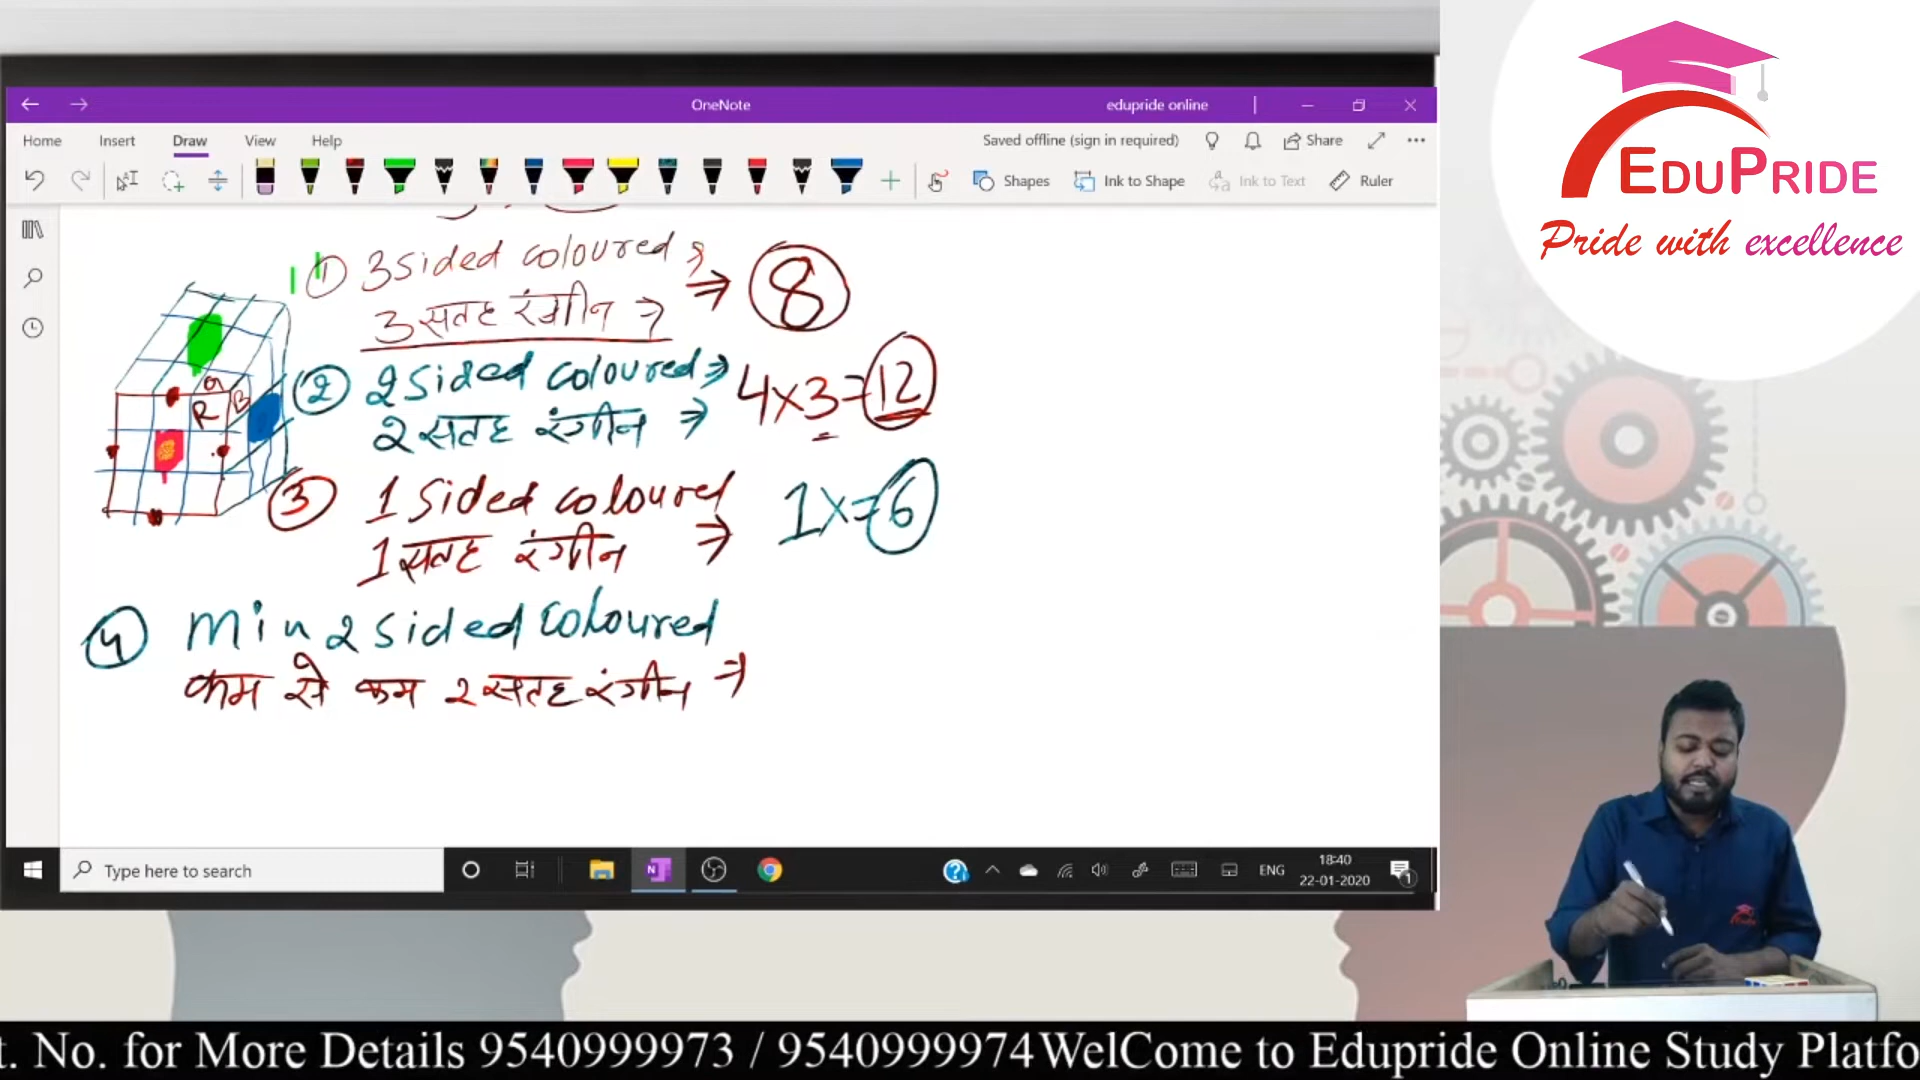 OneNote
edupride online
Home Insert Draw View Help
Saved offline (sign in required)
Share
Shapes
Ink to Shape
Ink to Text
Ruler
EDUPRIDE
Pride with excellence
① 3 Sided coloured
3 सतह रंगीन ⇒ ⇒ 8
② 2 Sided coloured ⇒
2 सतह रंगीन ⇒ 4x3=12
③ 1 Sided coloured
1 सतह रंगीन ⇒ 1x=6
④ Min 2 sided coloured
कम से कम 2 सतह रंगीन ⇒
G
R B
Type here to search
ENG
18:40
22-01-2020
1
t. No. for More Details 9540999973 / 9540999974WelCome to Edupride Online Study Platfo